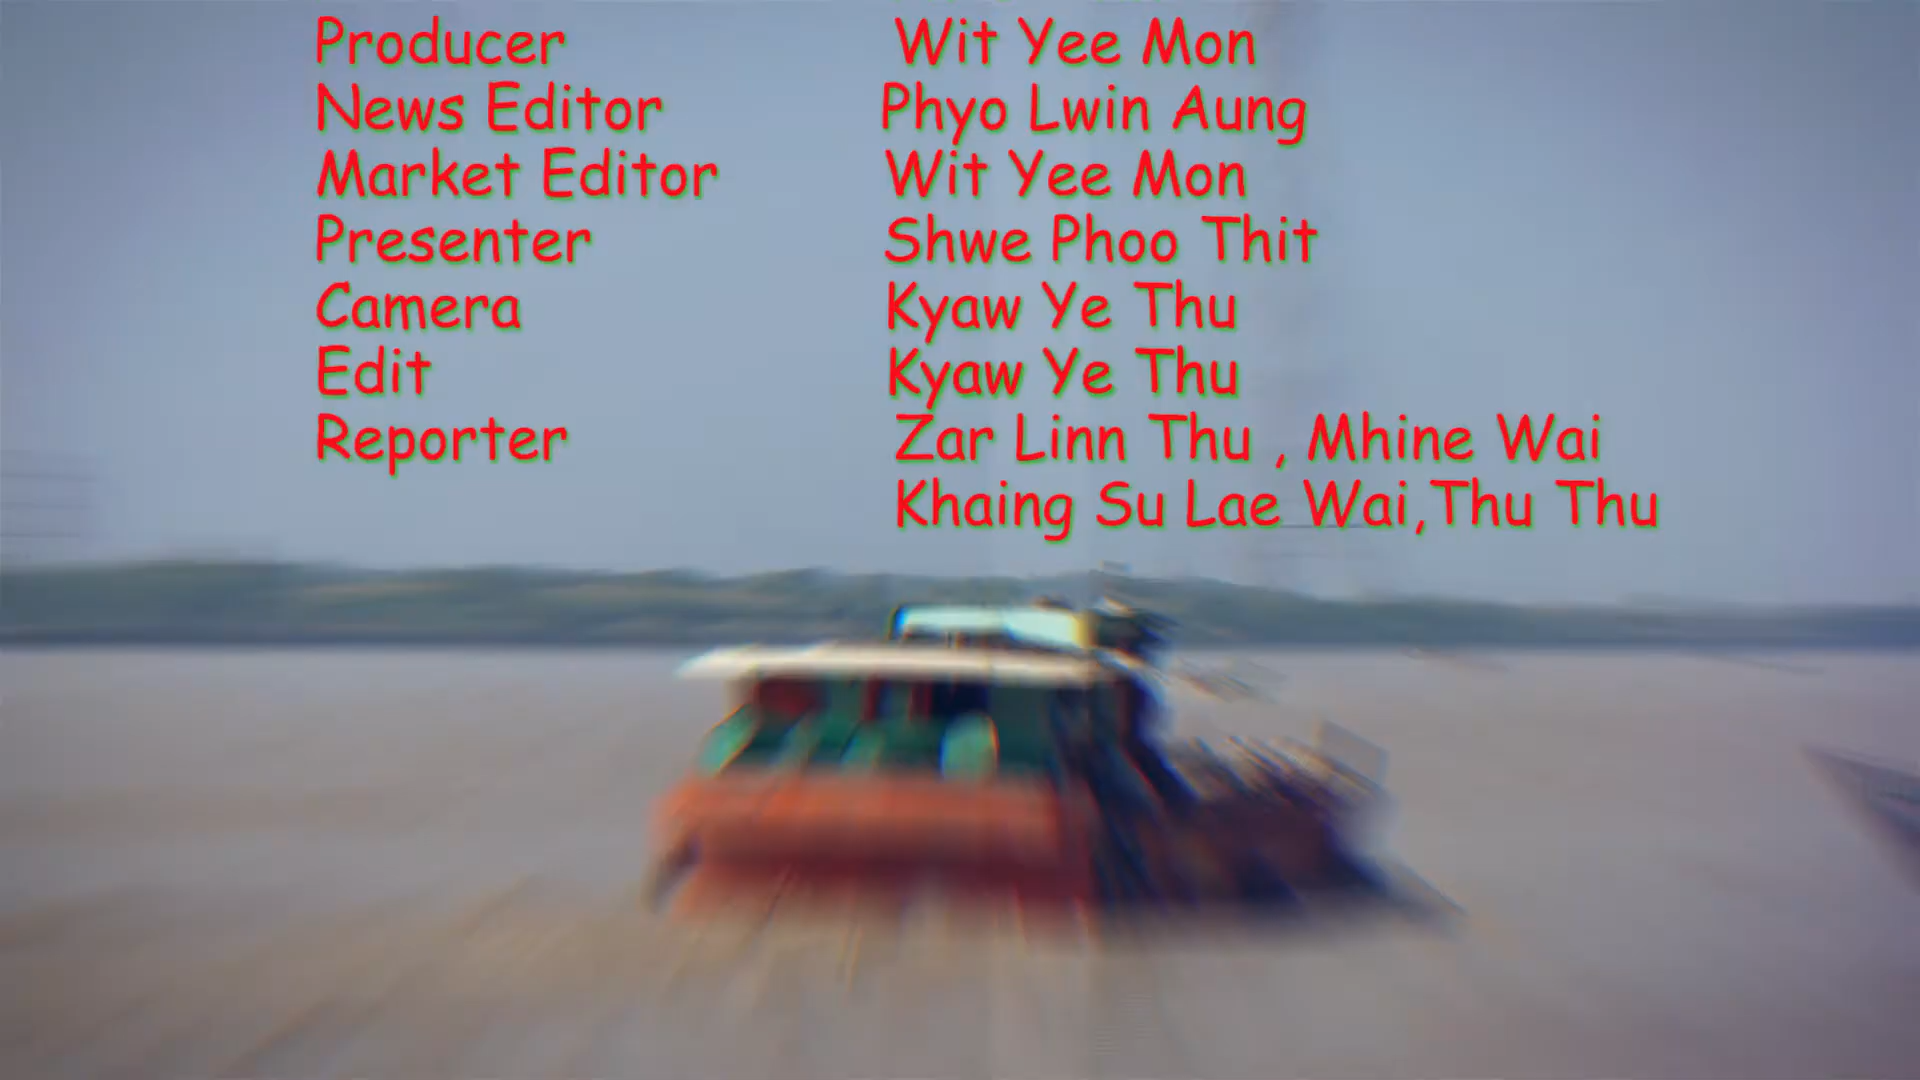 Producer Wit Yee Mon
News Editor Phyo Lwin Aung
Market Editor Wit Yee Mon
Presenter Shwe Phoo Thit
Camera Kyaw Ye Thu
Edit Kyaw Ye Thu
Reporter Zar Linn Thu , Mhine Wai
Khaing Su Lae Wai,Thu Thu